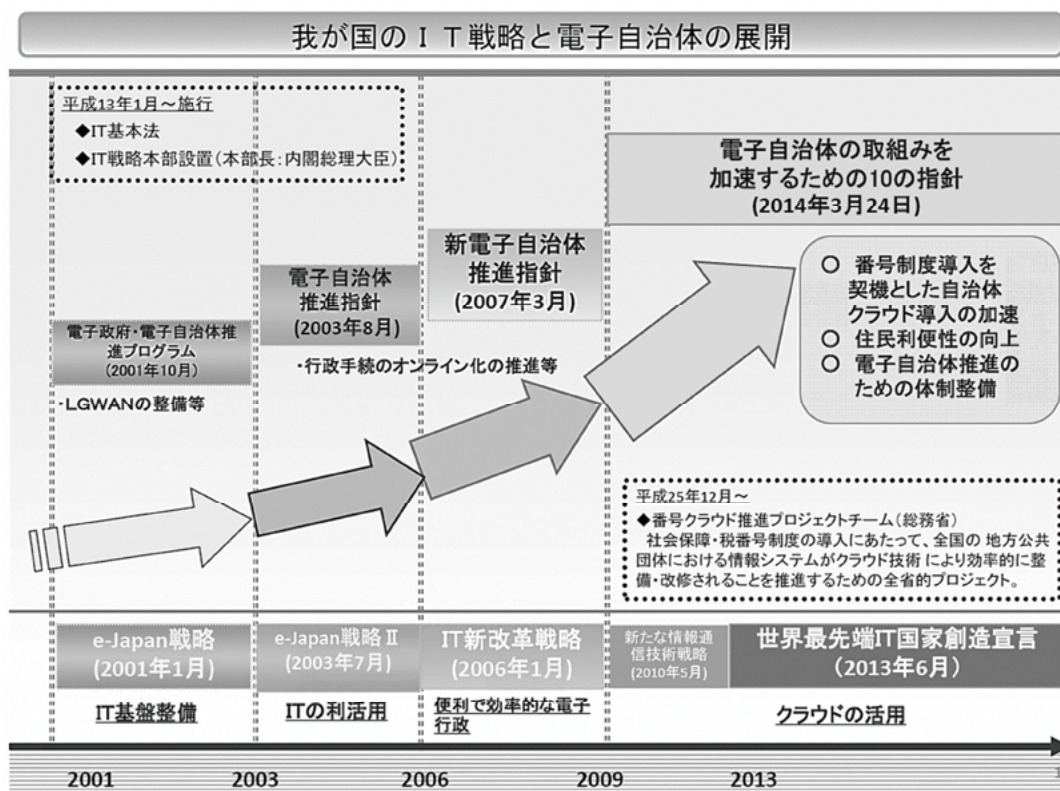 我が国のＩＴ戦略と電子自治体の展開
平成13年1月～施行
◆IT基本法
◆IT戦略本部設置(本部長:内閣総理大臣)
電子自治体の取組みを
加速するための10の指針
(2014年3月24日)
新電子自治体
推進指針
(2007年3月)
電子自治体
推進指針
(2003年8月)
電子政府・電子自治体推
進プログラム
(2001年10月)
・行政手続のオンライン化の推進等
・LGWANの整備等
○ 番号制度導入を
契機とした自治体
クラウド導入の加速
○ 住民利便性の向上
○ 電子自治体推進の
ための体制整備
平成25年12月～
◆番号クラウド推進プロジェクトチーム(総務省)
社会保障・税番号制度の導入にあたって、全国の 地方公共
団体における情報システムがクラウド技術 により効率的に整
備・改修されることを推進するための全省的プロジェクト。
e-Japan戦略
(2001年1月)
e-Japan戦略Ⅱ
(2003年7月)
IT新改革戦略
(2006年1月)
新たな情報通
信技術戦略
(2010年5月)
世界最先端IT国家創造宣言
(2013年6月)
IT基盤整備
ITの利活用
便利で効率的な電子
行政
クラウドの活用
2001 2003 2006 2009 2013
1